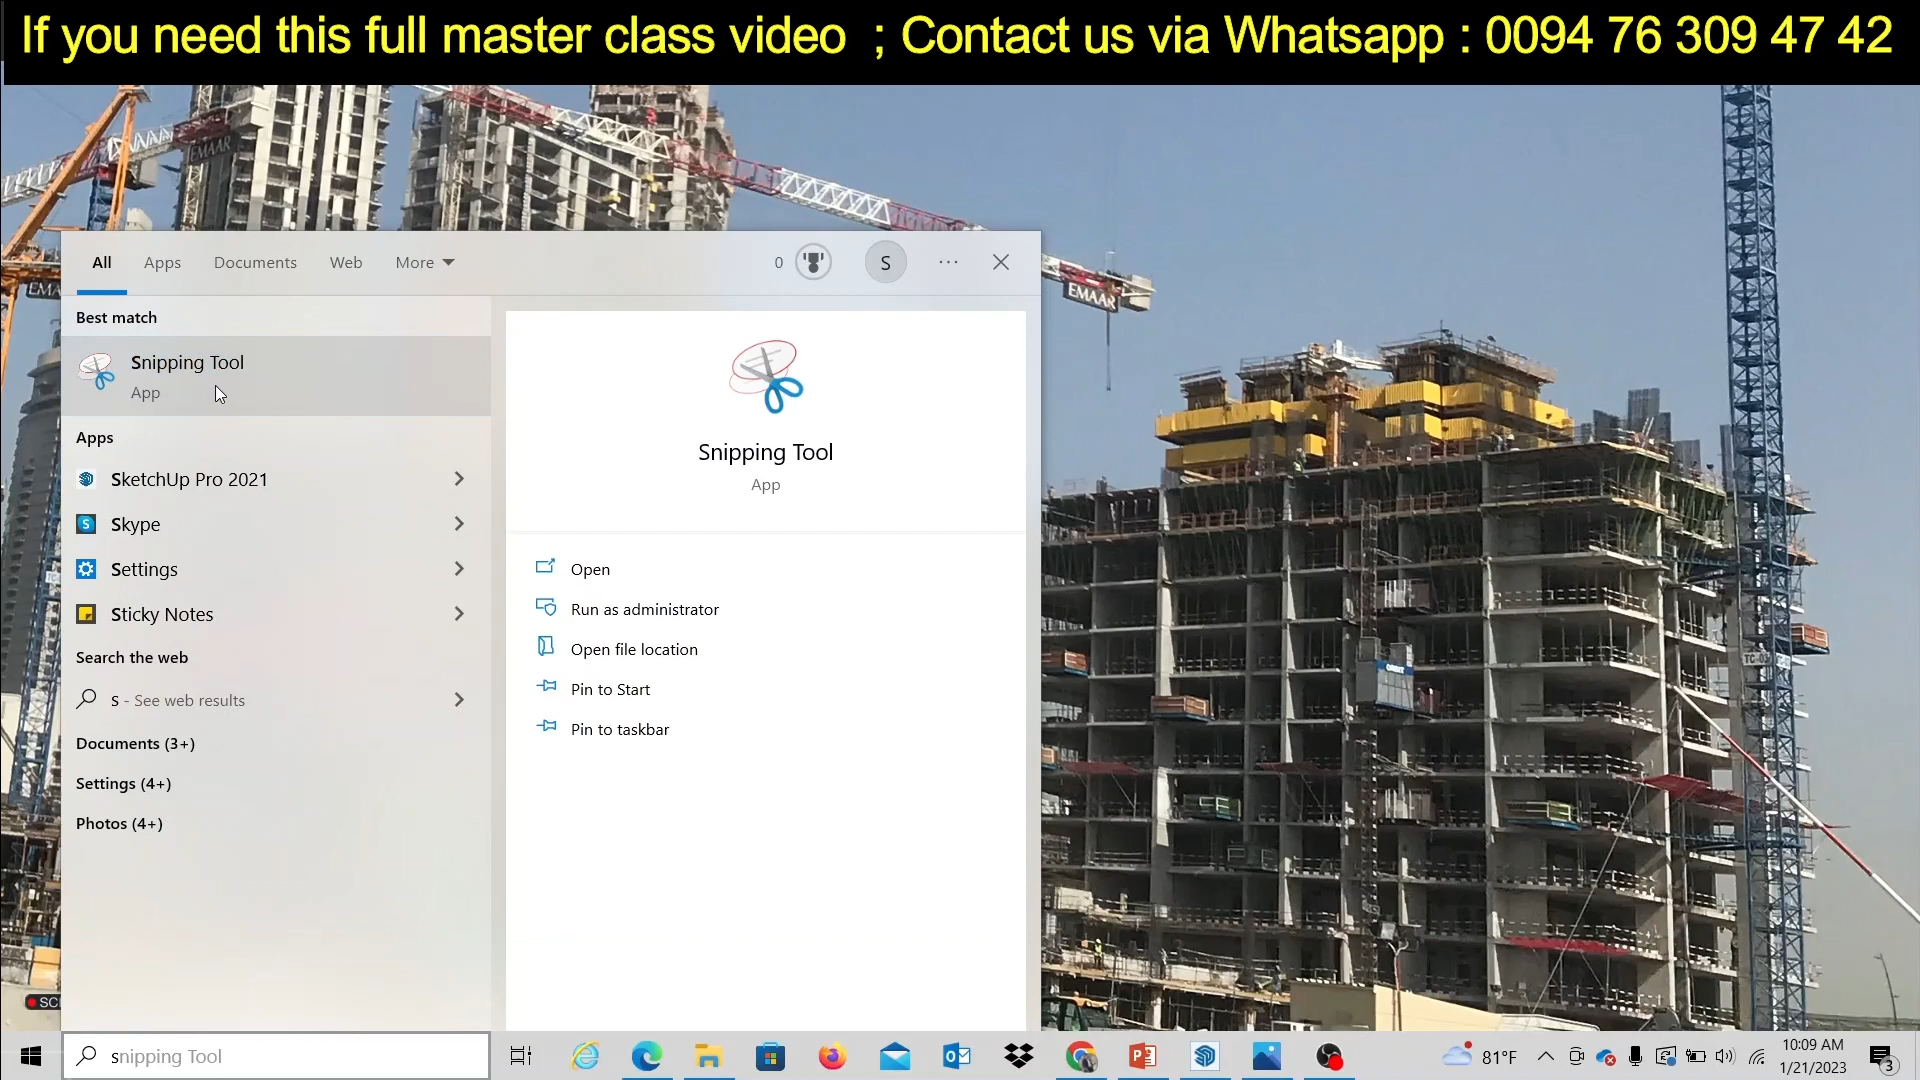 If you need this full master class video ; Contact us via Whatsapp : 0094 76 309 47 42
EMAAR
EMAAR
All Apps Documents Web More 0 S
Best match
Snipping Tool
App
Apps
SketchUp Pro 2021
Skype
Settings
Sticky Notes
Search the web
s - See web results
Documents (3+)
Settings (4+)
Photos (4+)
Snipping Tool
App
Open
Run as administrator
Open file location
Pin to Start
Pin to taskbar
snipping Tool
81°F
10:09 AM
1/21/2023
3